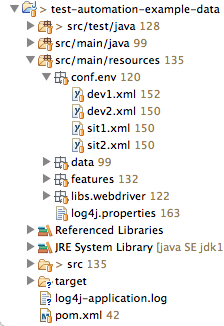 > test-automation-example-data
> src/test/java 128
src/main/java 99
> src/main/resources 135
conf.env 120
dev1.xml 152
dev2.xml 150
sit1.xml 150
sit2.xml 150
data 99
features 132
libs.webdriver 122
log4j.properties 163
Referenced Libraries
JRE System Library [java SE jdk1
> src 135
target
log4j-application.log
pom.xml 42